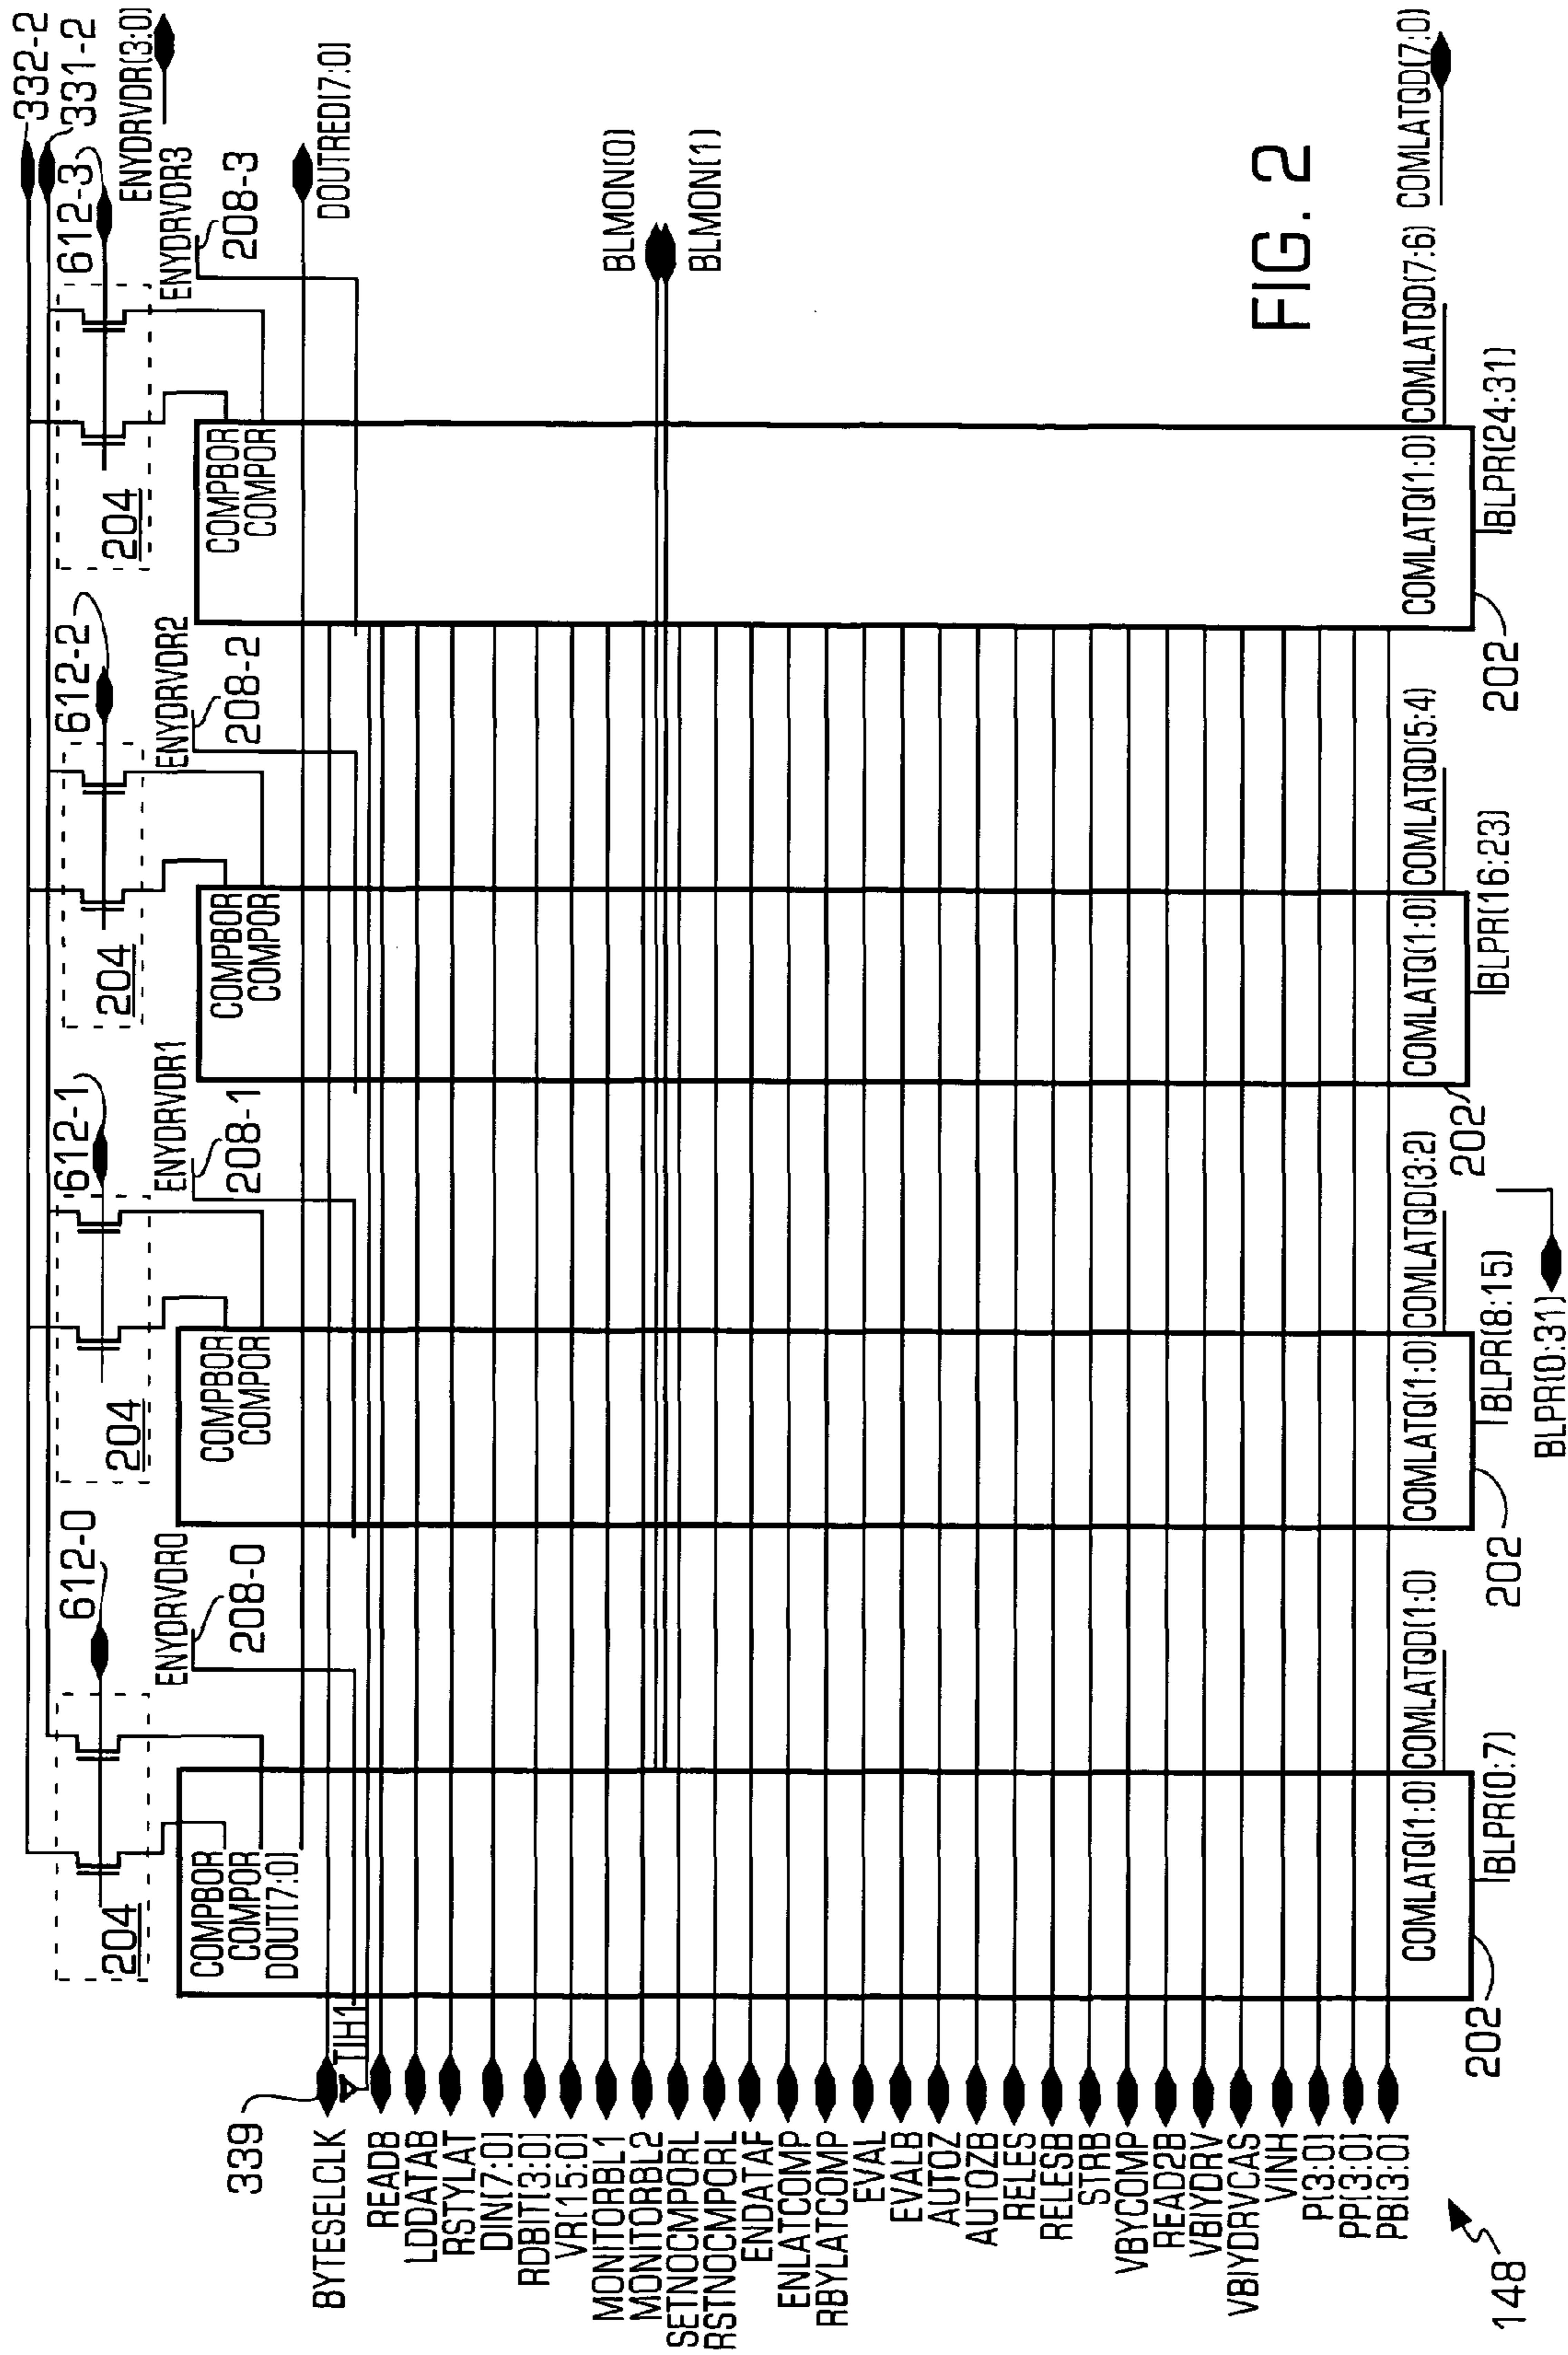 332-2
331-2
ENYDRVDR(3:0)
612-0
612-1
612-2
612-3
204
204
204
204
ENYDRVDR0
ENYDRVDR1
ENYDRVDR2
ENYDRVDR3
208-0
208-1
208-2
208-3
COMPBOR
COMPOR
DOUT(7:0)
COMPBOR
COMPOR
COMPBOR
COMPOR
COMPBOR
COMPOR
DOUTRED(7:0)
339
BYTESELCLK
TIH1
READB
LDDATAB
RSTYLAT
DIN(7:0)
RDBIT(3:0)
VR(15:0)
MONITORBL1
MONITORBL2
SETNOCMPORL
RSTNOCMPORL
ENDATAF
ENLATCOMP
RBYLATCOMP
EVAL
EVALB
AUTOZ
AUTOZB
RELES
RELESB
STRB
VBYCOMP
READ2B
VBIYDRV
VBIYDRVCAS
VINH
P(3:0)
PP(3:0)
PB(3:0)
BLMON(0)
BLMON(1)
COMLATQ(1:0)
COMLATQD(1:0)
COMLATQ(1:0)
COMLATQD(3:2)
COMLATQ(1:0)
COMLATQD(5:4)
COMLATQ(1:0)
COMLATQD(7:6)
COMLATQD(7:0)
BLPR(0:7)
BLPR(8:15)
BLPR(16:23)
BLPR(24:31)
202
202
202
202
BLPR(0:31)
148
FIG. 2